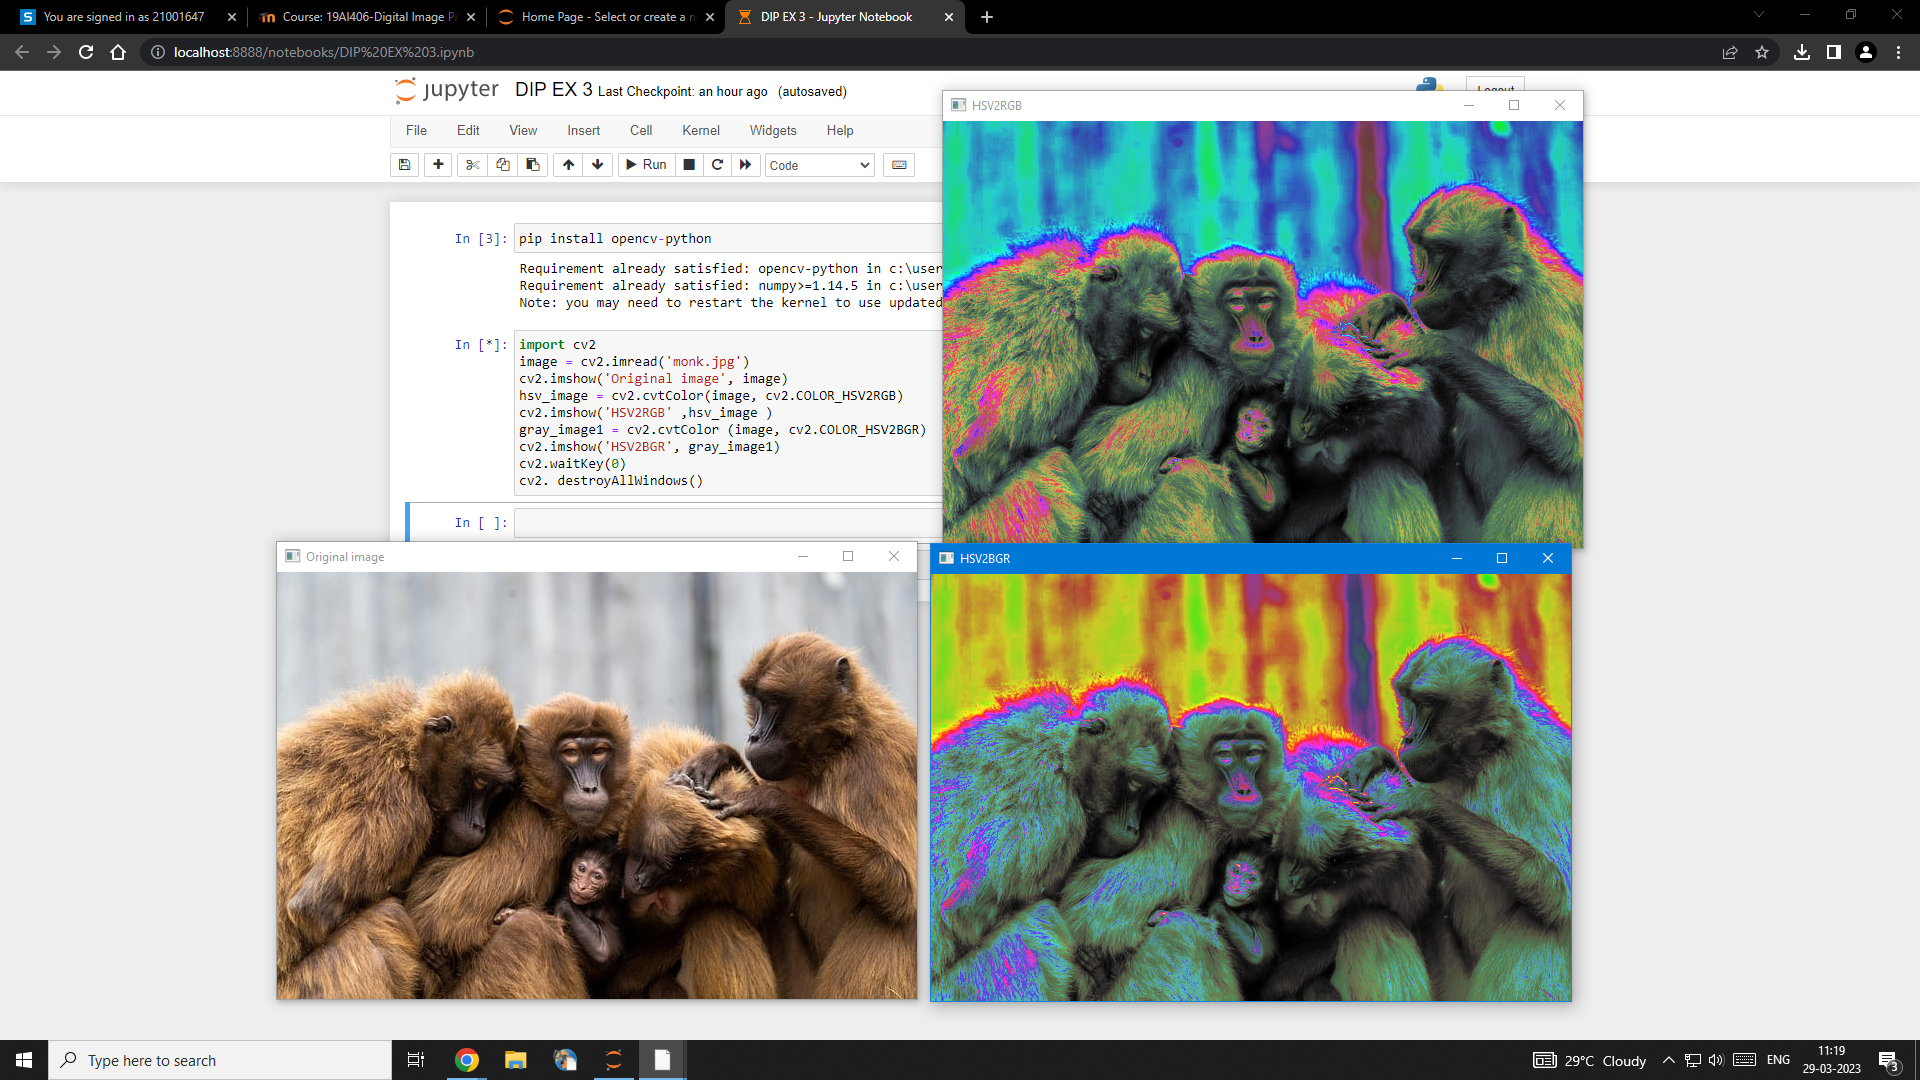 You are signed in as 21001647
Course: 19AI406-Digital Image Pr
Home Page - Select or create a n
DIP EX 3 - Jupyter Notebook
localhost:8888/notebooks/DIP%20EX%203.ipynb
jupyter DIP EX 3 Last Checkpoint: an hour ago (autosaved)
Logout
File Edit View Insert Cell Kernel Widgets Help
Run Code
HSV2RGB
In [3]: pip install opencv-python
Requirement already satisfied: opencv-python in c:\user
Requirement already satisfied: numpy>=1.14.5 in c:\user
Note: you may need to restart the kernel to use updated
In [*]: import cv2
image = cv2.imread('monk.jpg')
cv2.imshow('Original image', image)
hsv_image = cv2.cvtColor(image, cv2.COLOR_HSV2RGB)
cv2.imshow('HSV2RGB' ,hsv_image )
gray_image1 = cv2.cvtColor (image, cv2.COLOR_HSV2BGR)
cv2.imshow('HSV2BGR', gray_image1)
cv2.waitKey(0)
cv2. destroyAllWindows()
In [ ]:
Original image
HSV2BGR
Type here to search
29°C Cloudy
ENG
11:19
29-03-2023
3